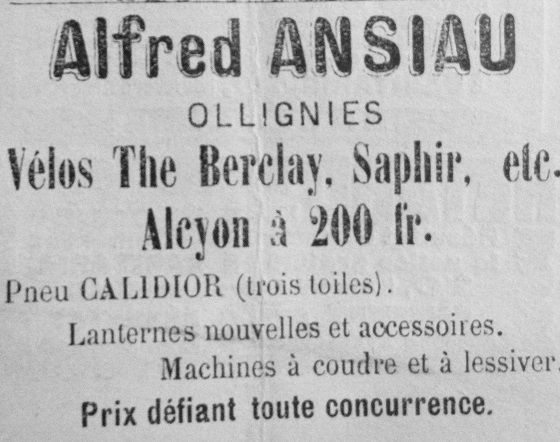 Alfred ANSIAU
OLLIGNIES
Vélos The Berclay, Saphir, etc.
Alcyon à 200 fr.
Pneu CALIDIOR (trois toiles).
Lanternes nouvelles et accessoires.
Machines à coudre et à lessiver.
Prix défiant toute concurrence.